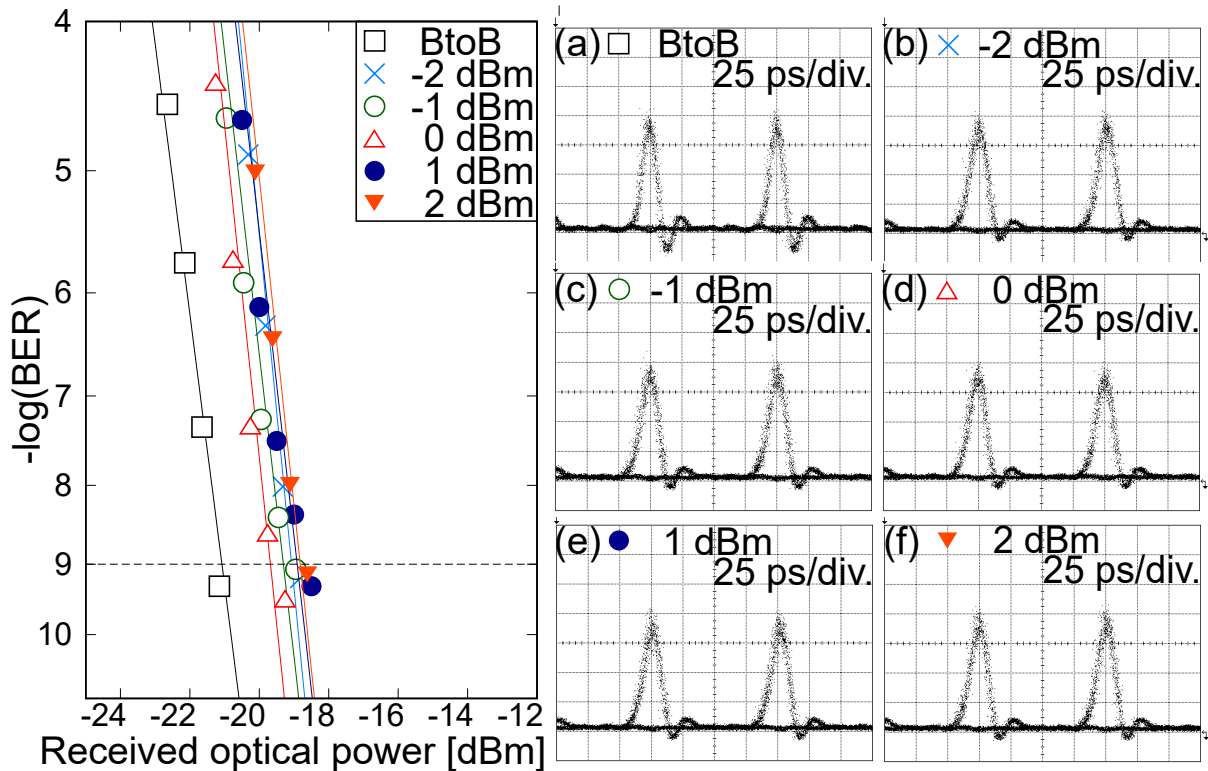 4
5
6
7
8
9
10
-log(BER)
-24 -22 -20 -18 -16 -14 -12
Received optical power [dBm]
BtoB
-2 dBm
-1 dBm
0 dBm
1 dBm
2 dBm
(a) BtoB
25 ps/div.
(b) -2 dBm
25 ps/div.
(c) -1 dBm
25 ps/div.
(d) 0 dBm
25 ps/div.
(e) 1 dBm
25 ps/div.
(f) 2 dBm
25 ps/div.